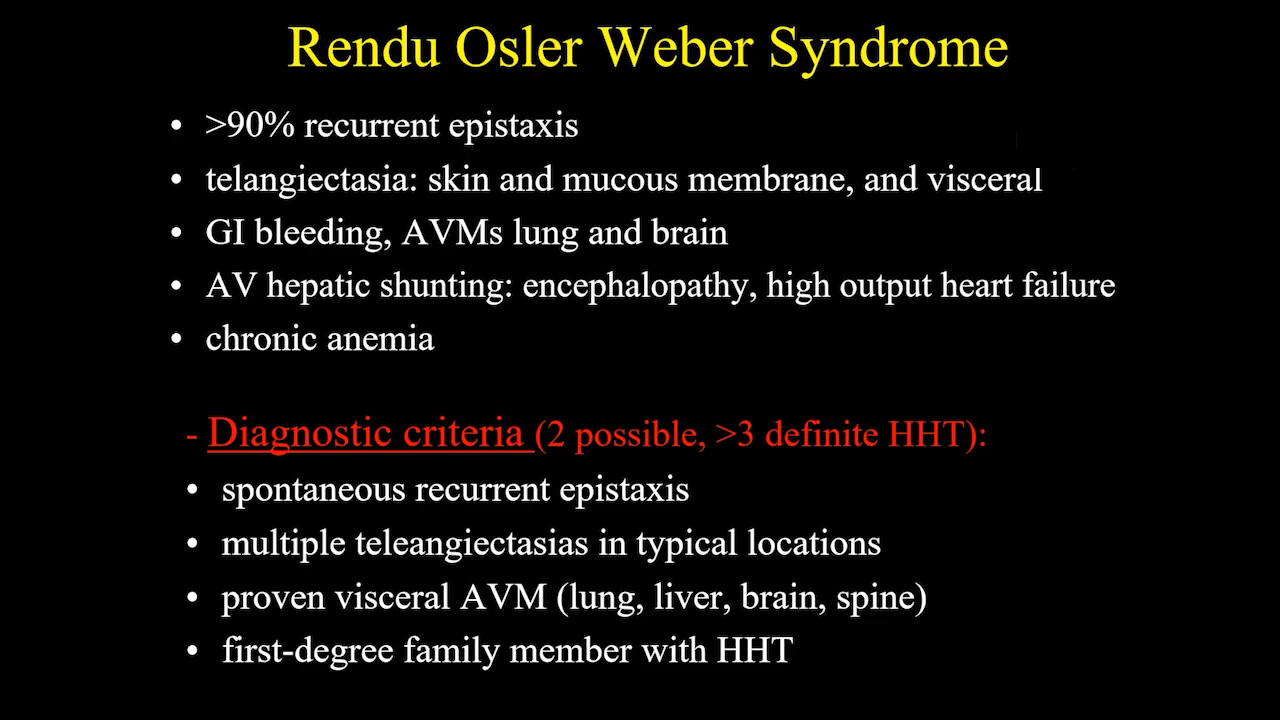 Rendu Osler Weber Syndrome
• >90% recurrent epistaxis
• telangiectasia: skin and mucous membrane, and visceral
• GI bleeding, AVMs lung and brain
• AV hepatic shunting: encephalopathy, high output heart failure
• chronic anemia
- Diagnostic criteria (2 possible, >3 definite HHT):
• spontaneous recurrent epistaxis
• multiple teleangiectasias in typical locations
• proven visceral AVM (lung, liver, brain, spine)
• first-degree family member with HHT